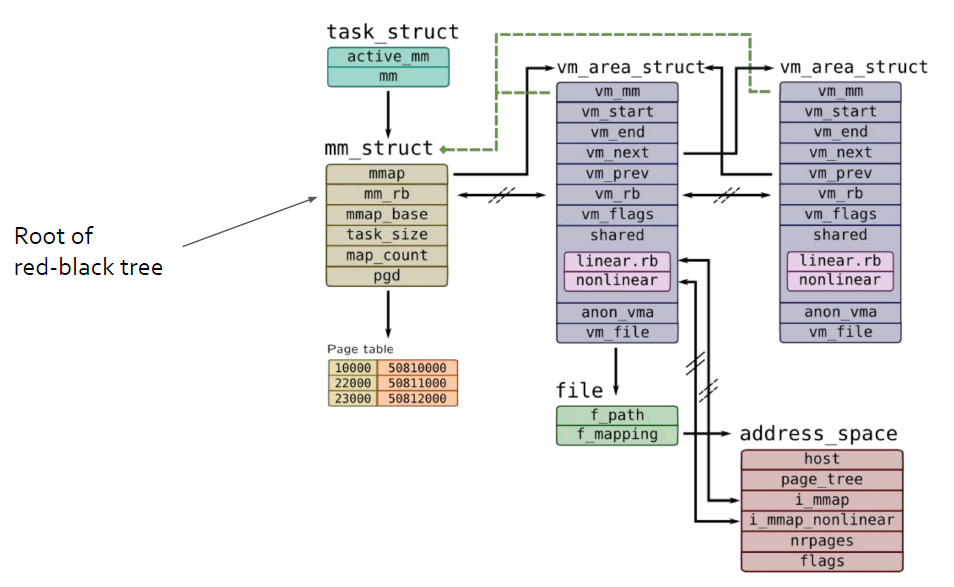 task_struct
active_mm
mm
mm_struct
mmap
mm_rb
mmap_base
task_size
map_count
pgd
Root of
red-black tree
Page table
10000 50810000
22000 50811000
23000 50812000
vm_area_struct
vm_mm
vm_start
vm_end
vm_next
vm_prev
vm_rb
vm_flags
shared
linear.rb
nonlinear
anon_vma
vm_file
vm_area_struct
vm_mm
vm_start
vm_end
vm_next
vm_prev
vm_rb
vm_flags
shared
linear.rb
nonlinear
anon_vma
vm_file
file
f_path
f_mapping
address_space
host
page_tree
i_mmap
i_mmap_nonlinear
nrpages
flags